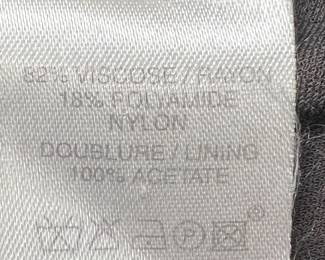 82% VISCOSE / RAYON
18% POLYAMIDE
NYLON
DOUBLURE / LINING
100% ACETATE
P
®